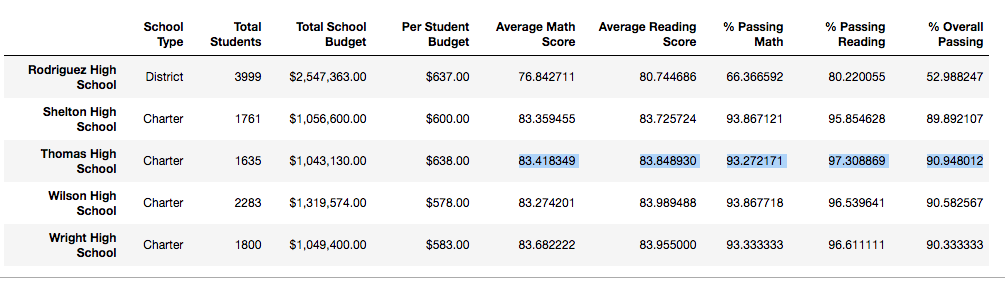 School Type Total Students Total School Budget Per Student Budget Average Math Score Average Reading Score % Passing Math % Passing Reading % Overall Passing
Rodriguez High School District 3999 $2,547,363.00 $637.00 76.842711 80.744686 66.366592 80.220055 52.988247
Shelton High School Charter 1761 $1,056,600.00 $600.00 83.359455 83.725724 93.867121 95.854628 89.892107
Thomas High School Charter 1635 $1,043,130.00 $638.00 83.418349 83.848930 93.272171 97.308869 90.948012
Wilson High School Charter 2283 $1,319,574.00 $578.00 83.274201 83.989488 93.867718 96.539641 90.582567
Wright High School Charter 1800 $1,049,400.00 $583.00 83.682222 83.955000 93.333333 96.611111 90.333333